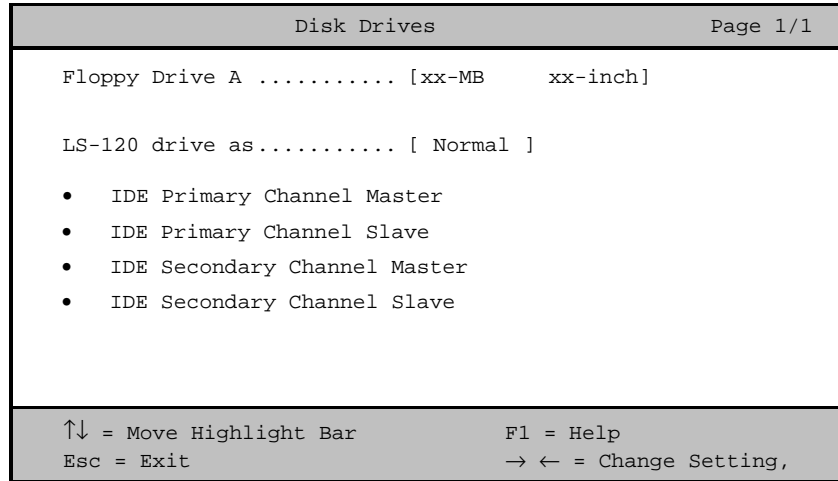 Disk Drives Page 1/1
Floppy Drive A ........... [xx-MB xx-inch]
LS-120 drive as........... [ Normal ]
• IDE Primary Channel Master
• IDE Primary Channel Slave
• IDE Secondary Channel Master
• IDE Secondary Channel Slave
↑↓ = Move Highlight Bar F1 = Help
Esc = Exit → ← = Change Setting,